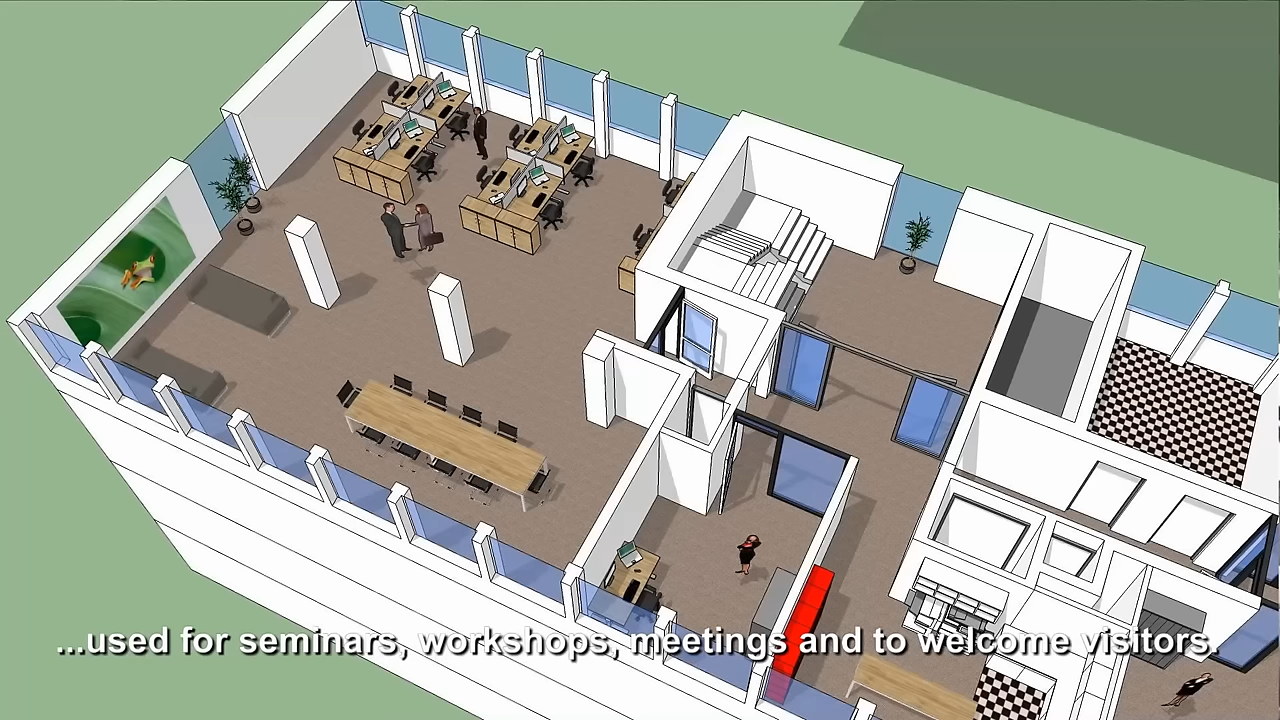 ...used for seminars, workshops, meetings and to welcome visitors.